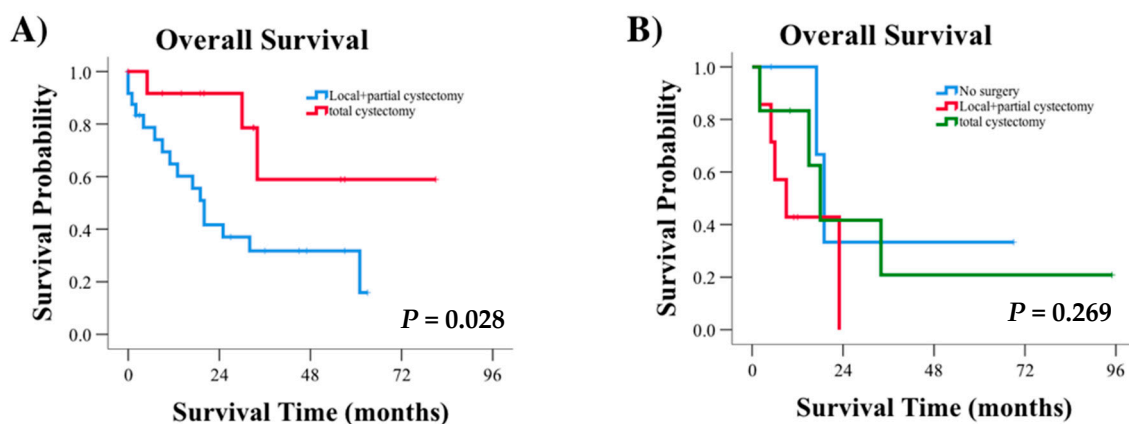 A)
Overall Survival
Survival Probability
1.0
0.8
0.6
0.4
0.2
0.0
Local+partial cystectomy
total cystectomy
P = 0.028
0 24 48 72 96
Survival Time (months)
B)
Overall Survival
Survival Probability
1.0
0.8
0.6
0.4
0.2
0.0
No surgery
Local+partial cystectomy
total cystectomy
P = 0.269
0 24 48 72 96
Survival Time (months)